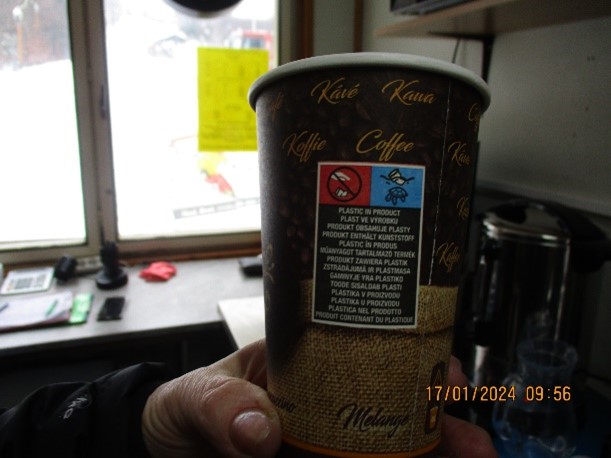 Kávé Kawa
Koffie Coffee
PLASTIC IN PRODUCT
PLAST VE VÝROBKU
PRODUKT OBSAHUJE PLASTY
PRODUKT ENTHÄLT KUNSTSTOFF
PLASTIC ÎN PRODUS
MŰANYAGOT TARTALMAZÓ TERMÉK
PRODUKT ZAWIERA PLASTIK
ZSTRĀDĀJUMĀ IR PLASTMASA
GAMINYJE YRA PLASTIKO
TOODE SISALDAB PLASTI
PLASTIKA V PROIZVODU
PLASTIKA U PROIZVODU
PLASTICA NEL PRODOTTO
PRODUIT CONTENANT DU PLASTIQUE
Melange
17/01/2024 09:56